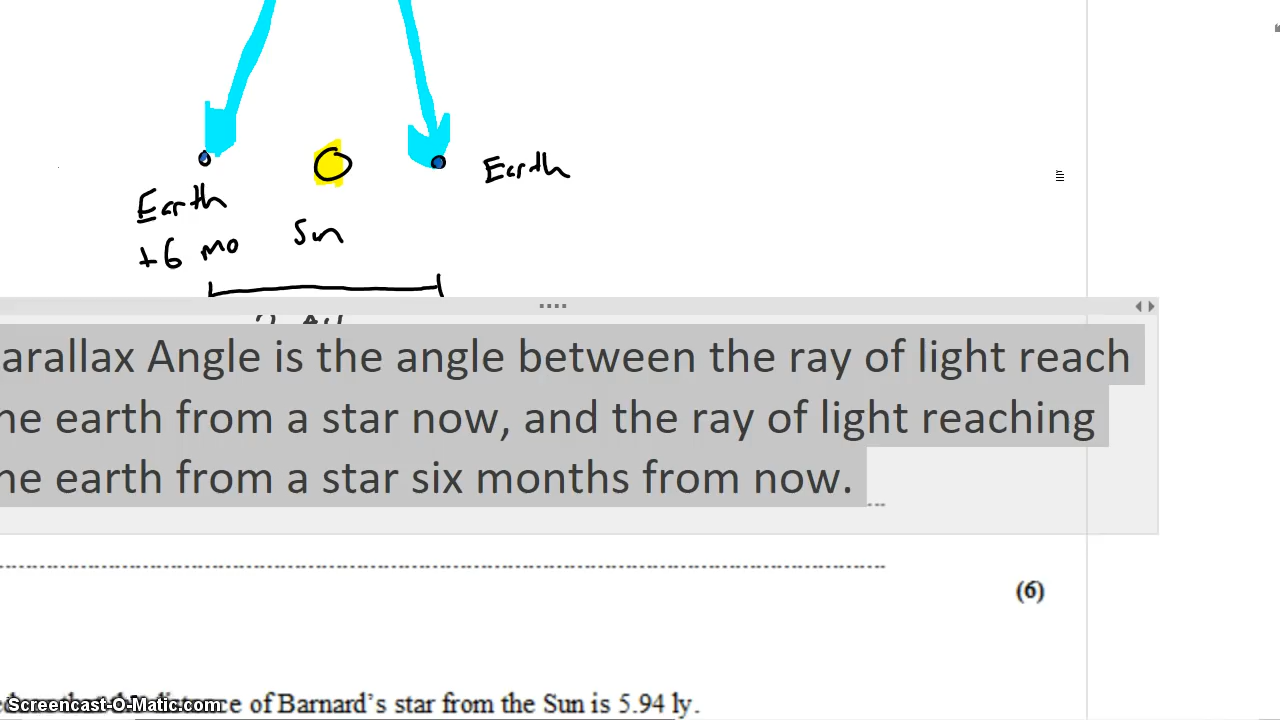 Earth
Earth
+6 mo
Sun
arallax Angle is the angle between the ray of light reach
he earth from a star now, and the ray of light reaching
he earth from a star six months from now.
(6)
distance of Barnard's star from the Sun is 5.94 ly.
Screencast-O-Matic.com